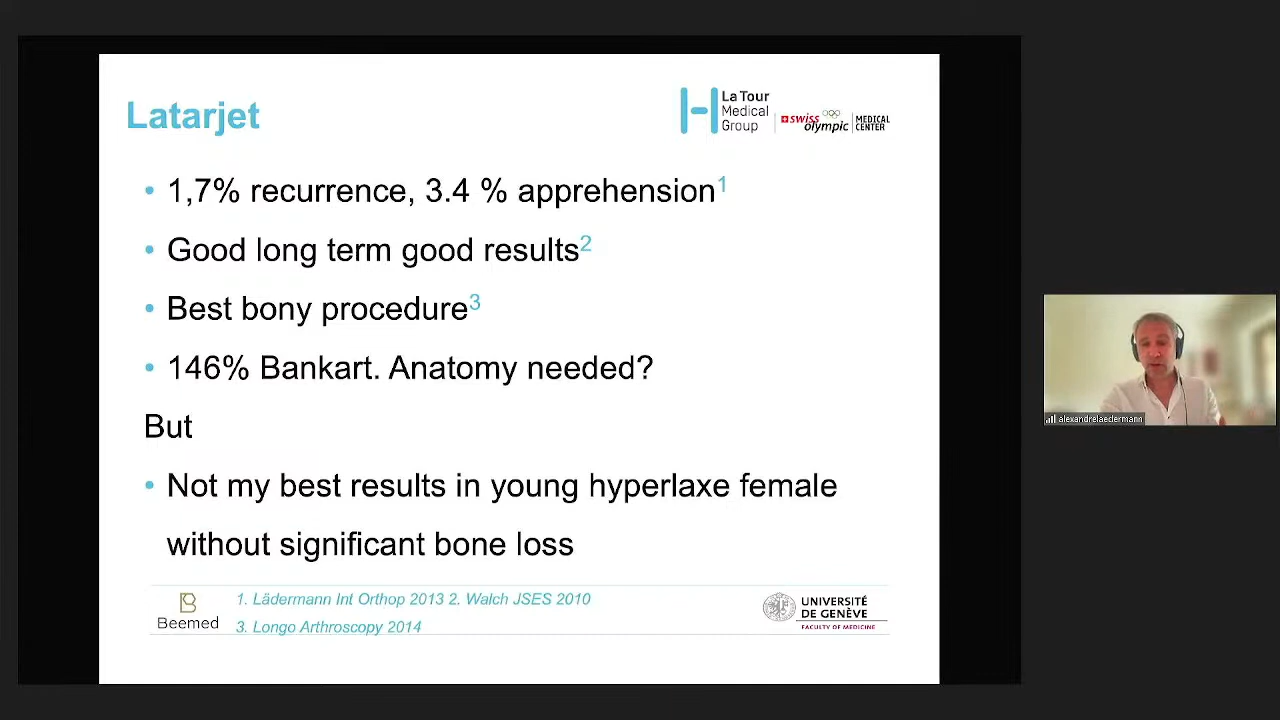 Latarjet
La Tour
Medical
Group
swiss
olympic
MEDICAL
CENTER
• 1,7% recurrence, 3.4 % apprehension1
• Good long term good results2
• Best bony procedure3
• 146% Bankart. Anatomy needed?
But
• Not my best results in young hyperlaxe female
without significant bone loss
Beemed
1. Lädermann Int Orthop 2013 2. Walch JSES 2010
3. Longo Arthroscopy 2014
UNIVERSITÉ
DE GENÈVE
FACULTY OF MEDICINE
alexandrelaedermann